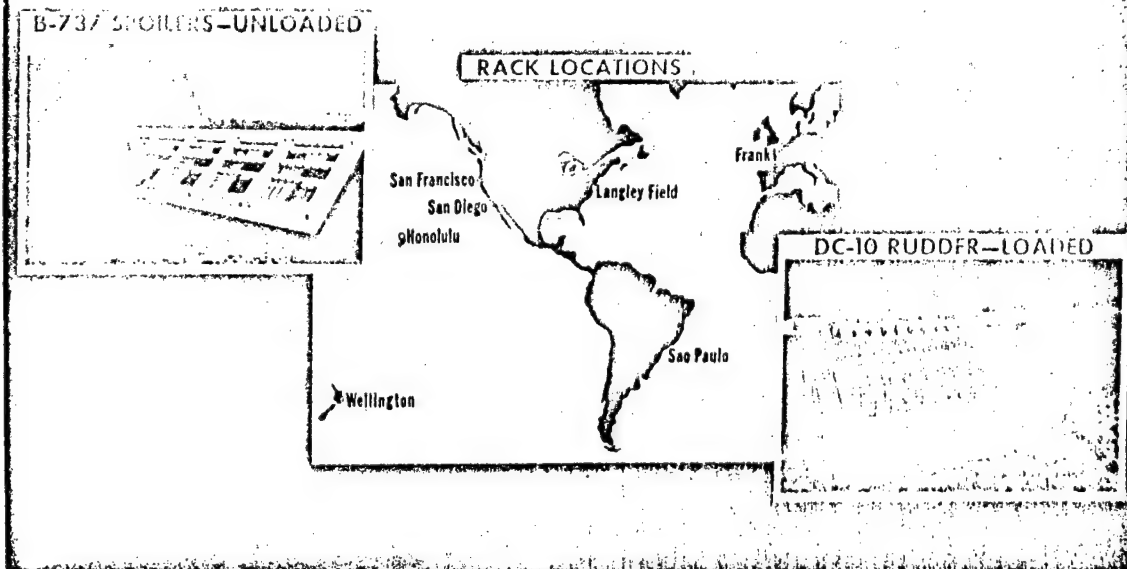 B-737 SPOILERS–UNLOADED
RACK LOCATIONS
San Francisco
San Diego
Honolulu
Langley Field
Frankf
DC-10 RUDDER–LOADED
Sao Paulo
Wellington